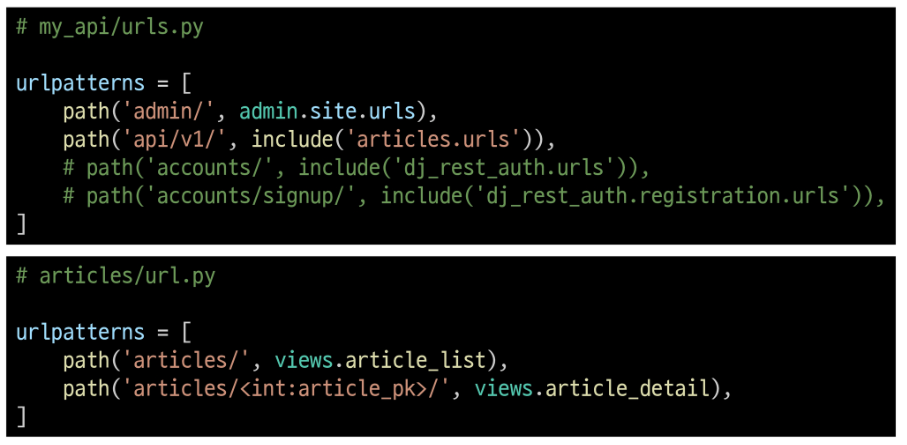 # my_api/urls.py
urlpatterns = [
    path('admin/', admin.site.urls),
    path('api/v1/', include('articles.urls')),
    # path('accounts/', include('dj_rest_auth.urls')),
    # path('accounts/signup/', include('dj_rest_auth.registration.urls')),
]
# articles/url.py
urlpatterns = [
    path('articles/', views.article_list),
    path('articles/<int:article_pk>/', views.article_detail),
]